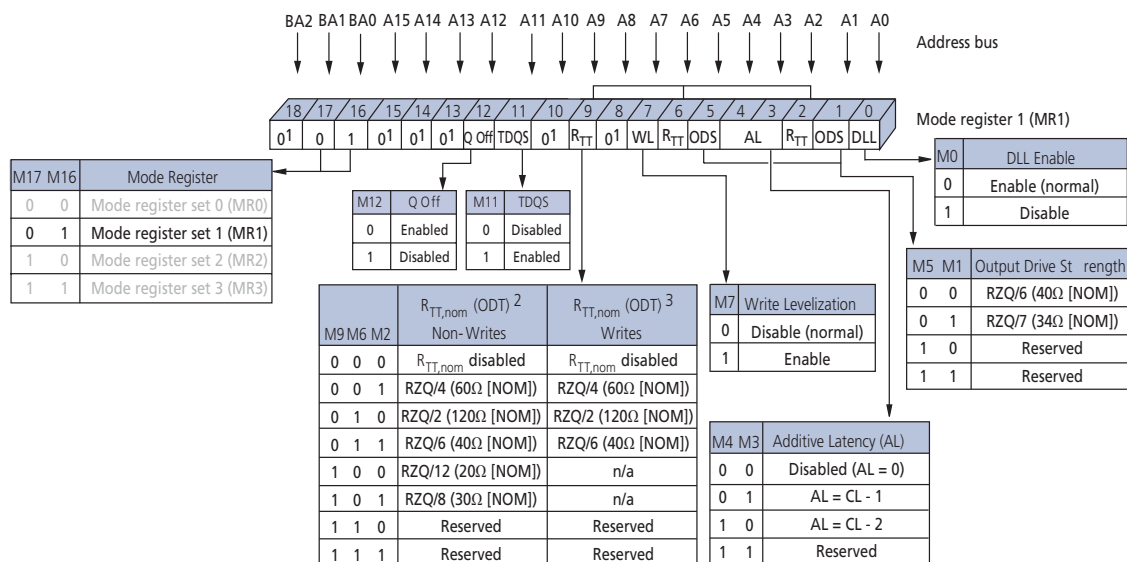 BA2 BA1 BA0 A15 A14 A13 A12 A11 A10 A9 A8 A7 A6 A5 A4 A3 A2 A1 A0
Address bus
18 17 16 15 14 13 12 11 10 9 8 7 6 5 4 3 2 1 0
Mode register 1 (MR1)
0¹ 0 1 0¹ 0¹ 0¹ Q Off TDQS 0¹ RTT 0¹ WL RTT ODS AL RTT ODS DLL
M17 M16 Mode Register
0 0 Mode register set 0 (MR0)
0 1 Mode register set 1 (MR1)
1 0 Mode register set 2 (MR2)
1 1 Mode register set 3 (MR3)
M12 Q Off
0 Enabled
1 Disabled
M11 TDQS
0 Disabled
1 Enabled
M0 DLL Enable
0 Enable (normal)
1 Disable
M5 M1 Output Drive St rength
0 0 RZQ/6 (40Ω [NOM])
0 1 RZQ/7 (34Ω [NOM])
1 0 Reserved
1 1 Reserved
M9 M6 M2 RTT,nom (ODT) ² Non-Writes RTT,nom (ODT) ³ Writes
0 0 0 RTT,nom disabled RTT,nom disabled
0 0 1 RZQ/4 (60Ω [NOM]) RZQ/4 (60Ω [NOM])
0 1 0 RZQ/2 (120Ω [NOM]) RZQ/2 (120Ω [NOM])
0 1 1 RZQ/6 (40Ω [NOM]) RZQ/6 (40Ω [NOM])
1 0 0 RZQ/12 (20Ω [NOM]) n/a
1 0 1 RZQ/8 (30Ω [NOM]) n/a
1 1 0 Reserved Reserved
1 1 1 Reserved Reserved
M7 Write Levelization
0 Disable (normal)
1 Enable
M4 M3 Additive Latency (AL)
0 0 Disabled (AL = 0)
0 1 AL = CL - 1
1 0 AL = CL - 2
1 1 Reserved